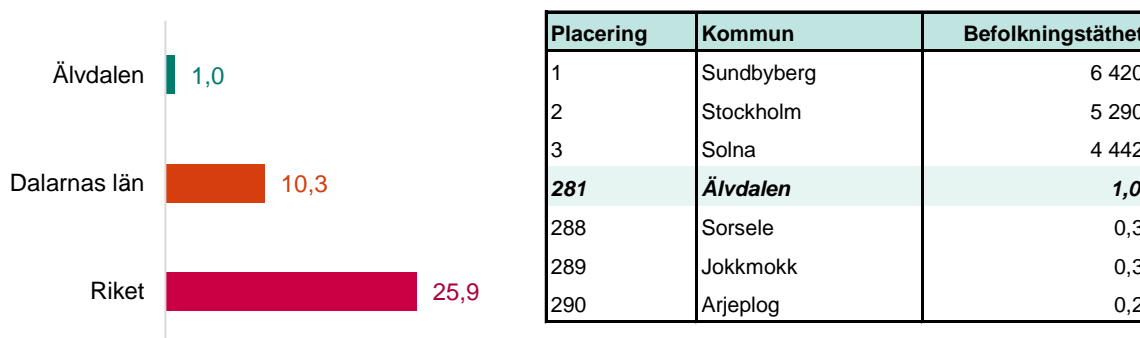 Älvdalen 1,0
Dalarnas län 10,3
Riket 25,9
Placering Kommun Befolkningstäthet
1 Sundbyberg 6 420
2 Stockholm 5 290
3 Solna 4 442
281 Älvdalen 1,0
288 Sorsele 0,3
289 Jokkmokk 0,3
290 Arjeplog 0,2